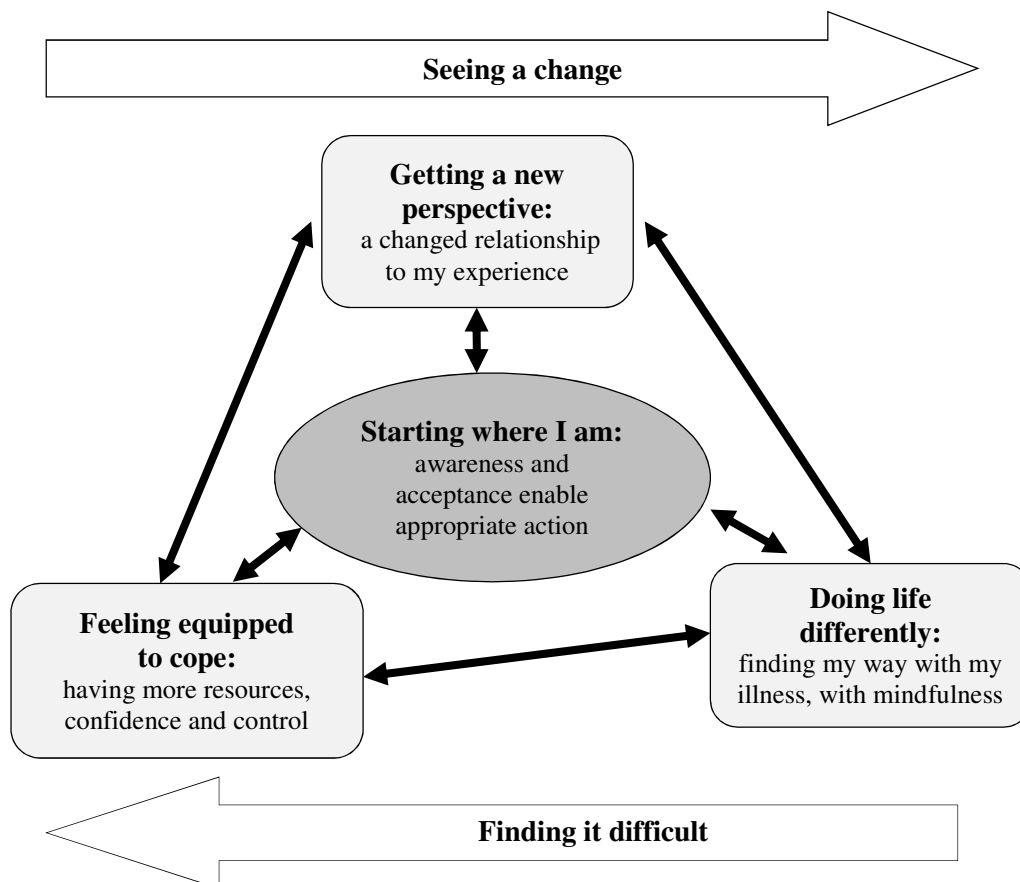 Seeing a change
Getting a new
perspective:
a changed relationship
to my experience
Starting where I am:
awareness and
acceptance enable
appropriate action
Feeling equipped
to cope:
having more resources,
confidence and control
Doing life
differently:
finding my way with my
illness, with mindfulness
Finding it difficult